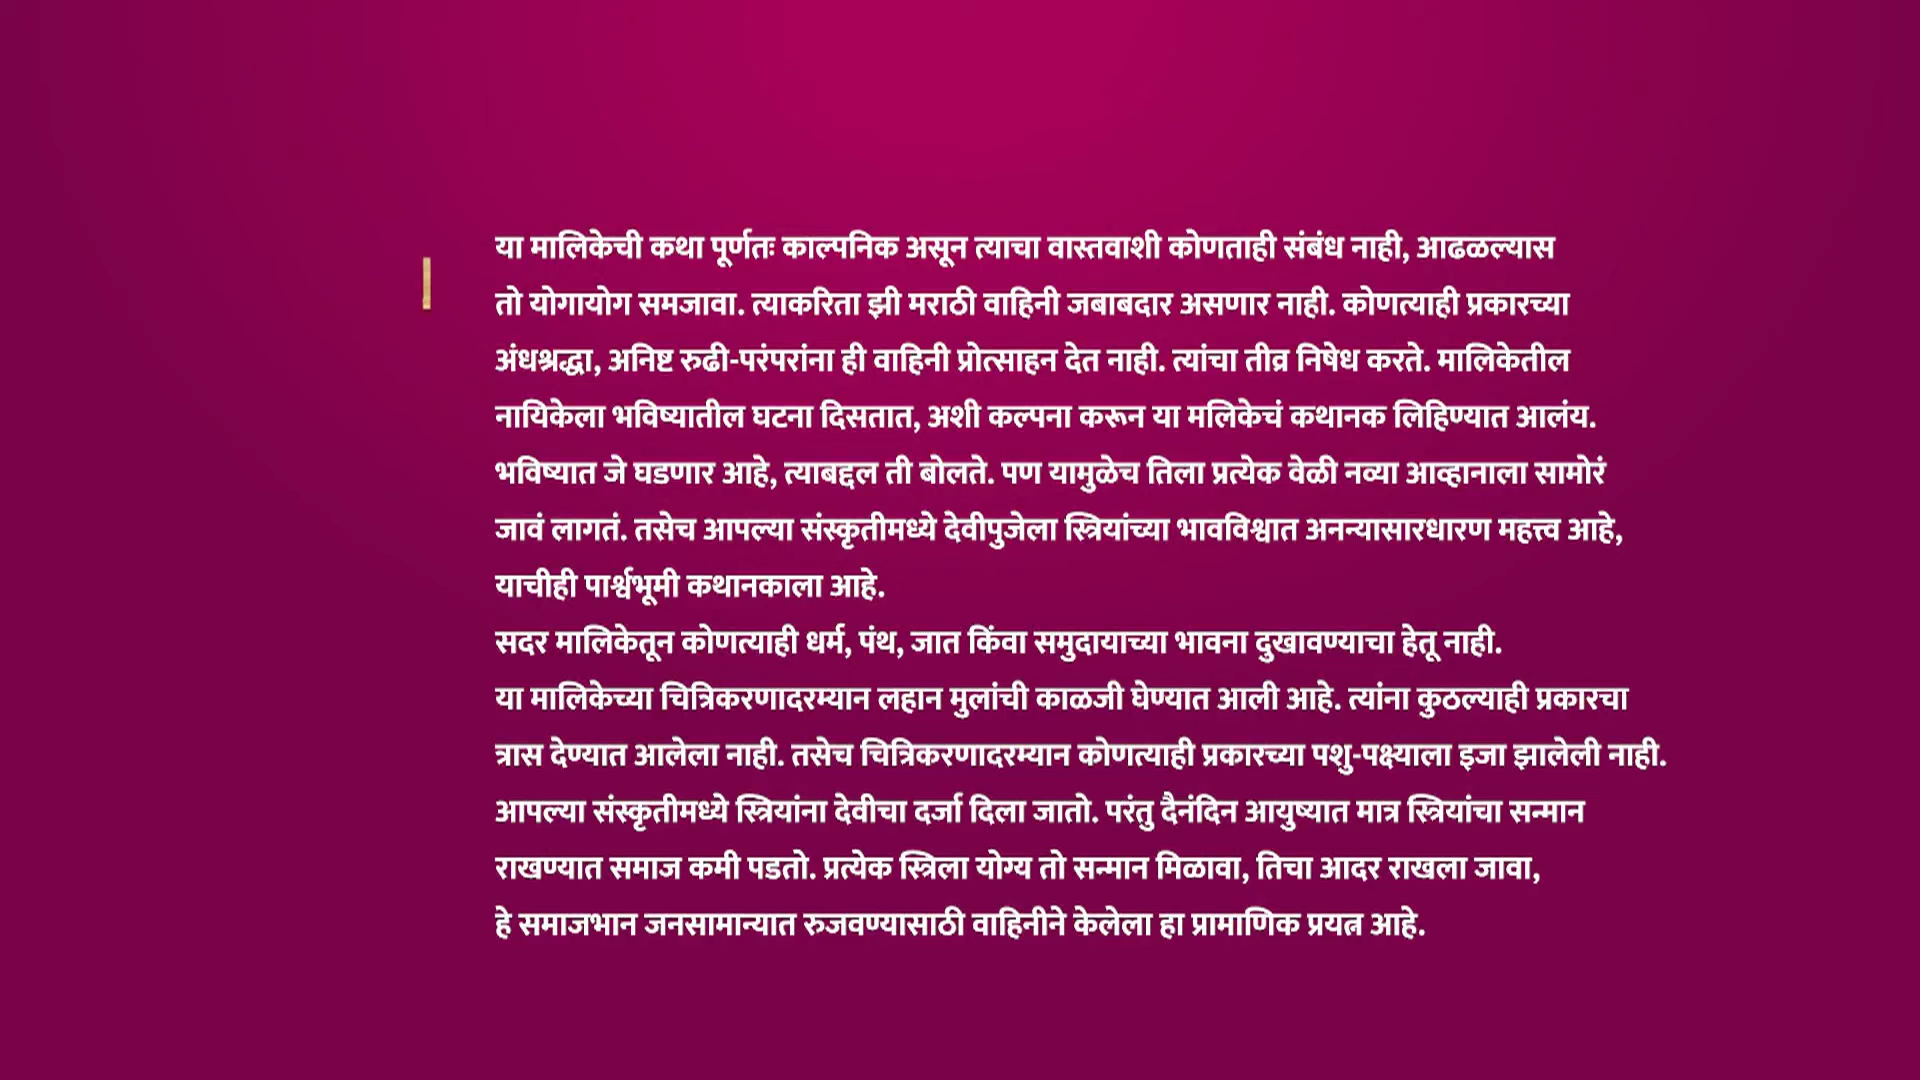 या मालिकेची कथा पूर्णतः काल्पनिक असून त्याचा वास्तवाशी कोणताही संबंध नाही, आढळल्यास
तो योगायोग समजावा. त्याकरिता झी मराठी वाहिनी जबाबदार असणार नाही. कोणत्याही प्रकारच्या
अंधश्रद्धा, अनिष्ट रुढी-परंपरांना ही वाहिनी प्रोत्साहन देत नाही. त्यांचा तीव्र निषेध करते. मालिकेतील
नायिकेला भविष्यातील घटना दिसतात, अशी कल्पना करून या मलिकेचं कथानक लिहिण्यात आलंय.
भविष्यात जे घडणार आहे, त्याबद्दल ती बोलते. पण यामुळेच तिला प्रत्येक वेळी नव्या आव्हानाला सामोरं
जावं लागतं. तसेच आपल्या संस्कृतीमध्ये देवीपुजेला स्त्रियांच्या भावविश्वात अनन्यासारधारण महत्त्व आहे,
याचीही पार्श्वभूमी कथानकाला आहे.
सदर मालिकेतून कोणत्याही धर्म, पंथ, जात किंवा समुदायाच्या भावना दुखावण्याचा हेतू नाही.
या मालिकेच्या चित्रिकरणादरम्यान लहान मुलांची काळजी घेण्यात आली आहे. त्यांना कुठल्याही प्रकारचा
त्रास देण्यात आलेला नाही. तसेच चित्रिकरणादरम्यान कोणत्याही प्रकारच्या पशु-पक्ष्याला इजा झालेली नाही.
आपल्या संस्कृतीमध्ये स्त्रियांना देवीचा दर्जा दिला जातो. परंतु दैनंदिन आयुष्यात मात्र स्त्रियांचा सन्मान
राखण्यात समाज कमी पडतो. प्रत्येक स्त्रिला योग्य तो सन्मान मिळावा, तिचा आदर राखला जावा,
हे समाजभान जनसामान्यात रुजवण्यासाठी वाहिनीने केलेला हा प्रामाणिक प्रयत्न आहे.